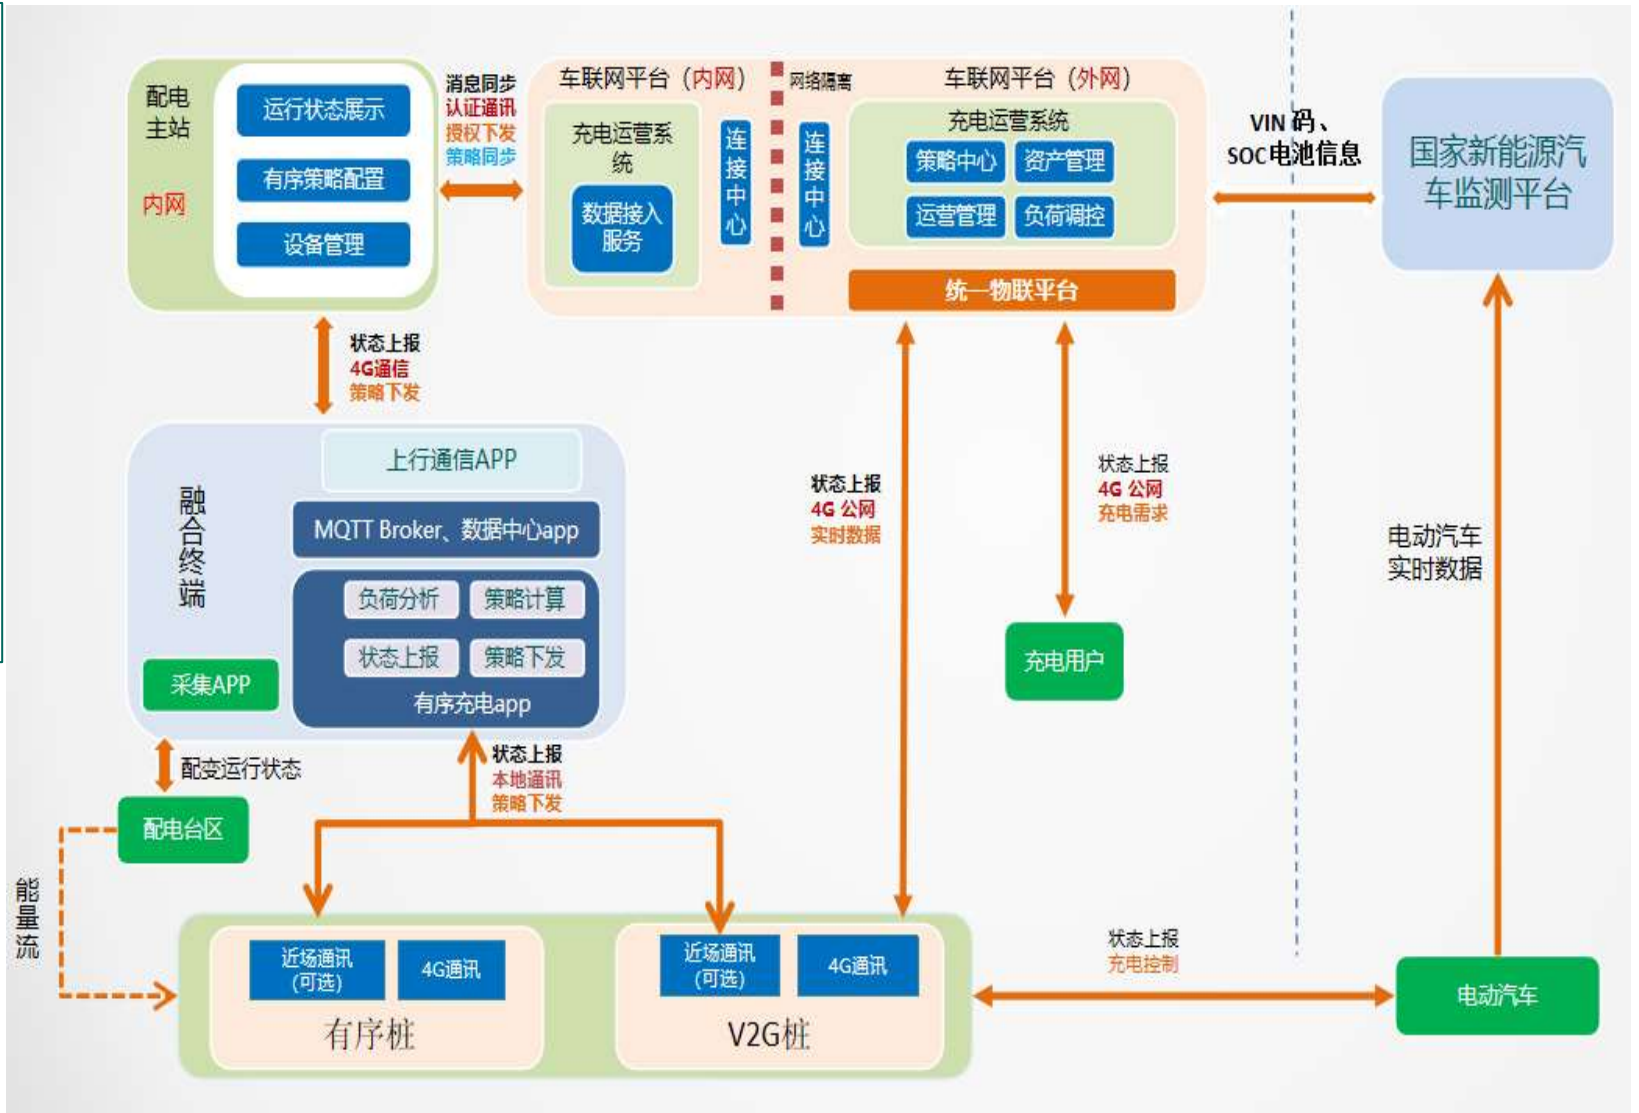 配电
主站
内网
运行状态展示
有序策略配置
设备管理
消息同步
认证通讯
授权下发
策略同步
车联网平台（内网）
充电运营系
统
数据接入
服务
连
接
中
心
网络隔离
连
接
中
心
车联网平台（外网）
充电运营系统
策略中心
资产管理
运营管理
负荷调控
统一物联平台
VIN 码、
SOC电池信息
国家新能源汽
车监测平台
状态上报
4G通信
策略下发
融
合
终
端
上行通信APP
MQTT Broker、数据中心app
负荷分析
策略计算
状态上报
策略下发
有序充电app
采集APP
状态上报
4G 公网
实时数据
状态上报
4G 公网
充电需求
充电用户
电动汽车
实时数据
配变运行状态
状态上报
本地通讯
策略下发
配电台区
能
量
流
近场通讯
(可选)
4G通讯
有序桩
近场通讯
(可选)
4G通讯
V2G桩
状态上报
充电控制
电动汽车